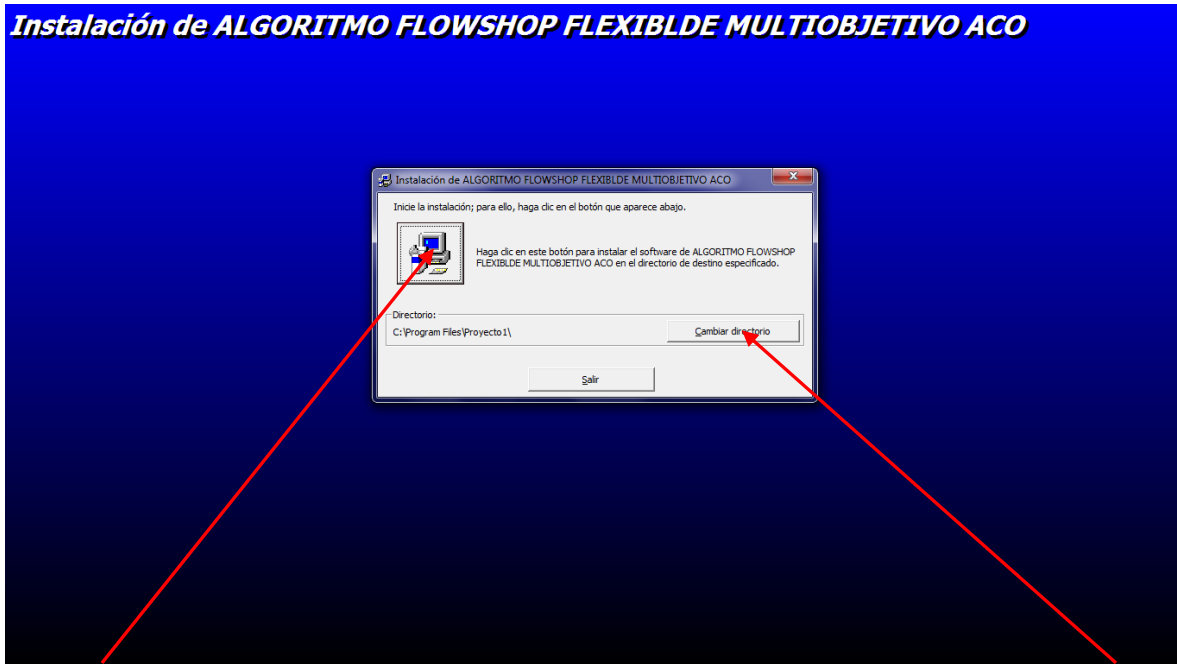 Instalación de ALGORITMO FLOWSHOP FLEXIBLDE MULTIOBJETIVO ACO
Instalación de ALGORITMO FLOWSHOP FLEXIBLDE MULTIOBJETIVO ACO
Inicie la instalación; para ello, haga clic en el botón que aparece abajo.
Haga clic en este botón para instalar el software de ALGORITMO FLOWSHOP
FLEXIBLDE MULTIOBJETIVO ACO en el directorio de destino especificado.
Directorio:
C:\Program Files\Proyecto1\
Cambiar directorio
Salir